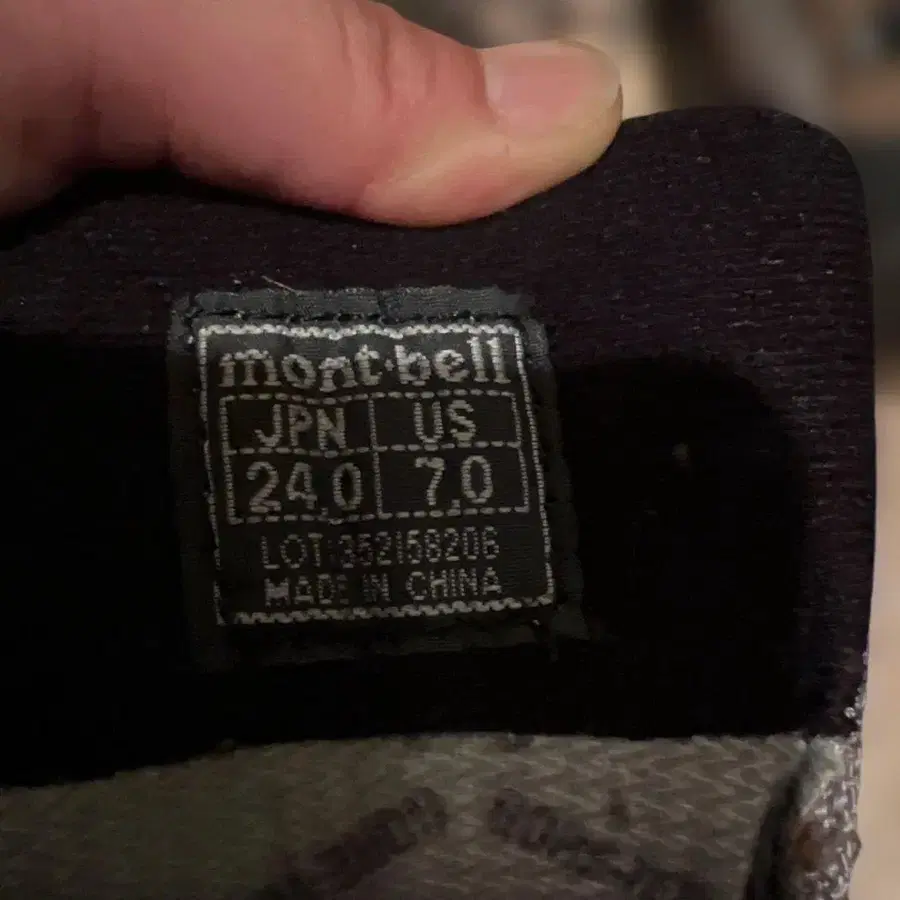 mont·bell
JPN US
24.0 7.0
LOT:352158206
MADE IN CHINA